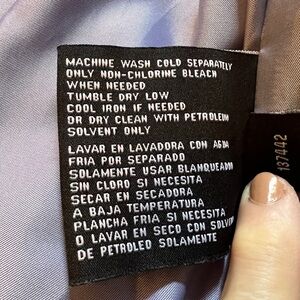 MACHINE WASH COLD SEPARATELY
ONLY NON-CHLORINE BLEACH
WHEN NEEDED
TUMBLE DRY LOW
COOL IRON IF NEEDED
OR DRY CLEAN WITH PETROLEUM
SOLVENT ONLY
LAVAR EN LAVADORA CON AGUA
FRIA POR SEPARADO
SOLAMENTE USAR BLANQUEADOR
SIN CLORO SI NECESITA
SECAR EN SECADORA
A BAJA TEMPERATURA
PLANCHA FRIA SI NECESITA
O LAVAR EN SECO CON SOLVEN
DE PETROLEO SOLAMENTE
137442